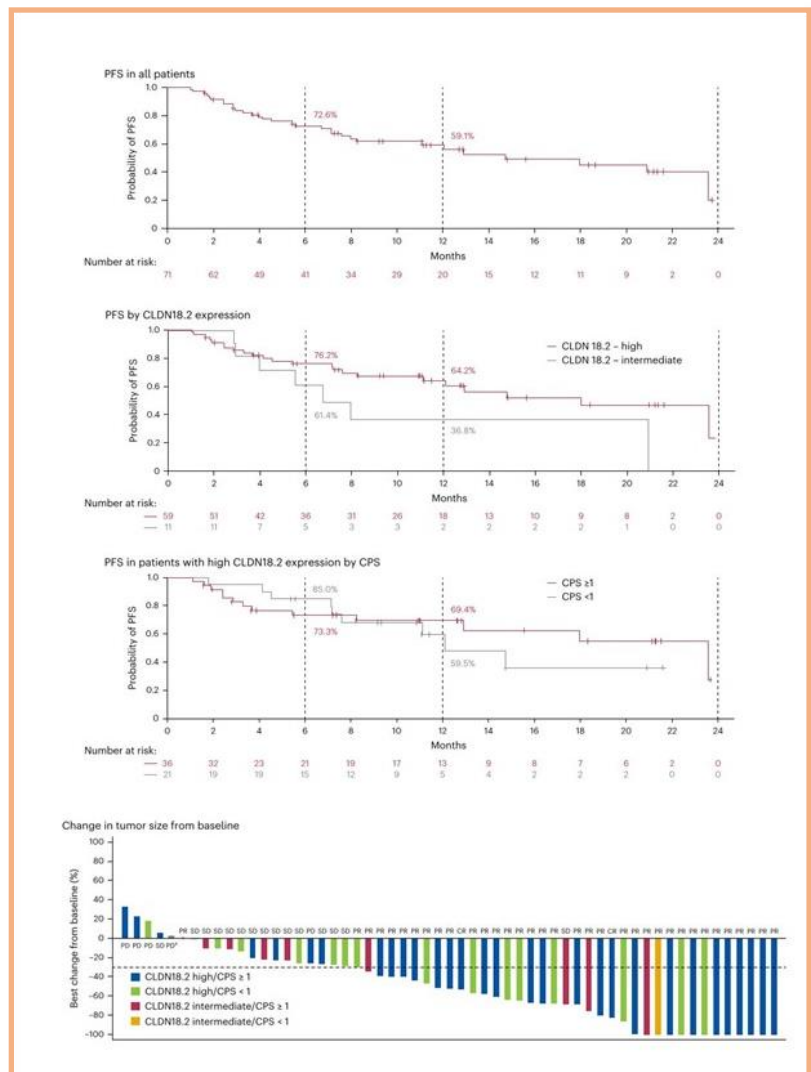 PFS in all patients
Probability of PFS
1.0
0.8
0.6
0.4
0.2
0
72.6%
59.1%
0 2 4 6 8 10 12 14 16 18 20 22 24
Months
Number at risk:
71 62 49 41 34 29 20 15 12 11 9 2 0
PFS by CLDN18.2 expression
Probability of PFS
1.0
0.8
0.6
0.4
0.2
0
76.2%
61.4%
64.2%
36.8%
CLDN 18.2 – high
CLDN 18.2 – intermediate
0 2 4 6 8 10 12 14 16 18 20 22 24
Months
Number at risk:
59 51 42 36 31 26 18 13 10 9 8 2 0
11 11 7 5 3 3 2 2 2 2 1 0 0
PFS in patients with high CLDN18.2 expression by CPS
Probability of PFS
1.0
0.8
0.6
0.4
0.2
0
85.0%
73.3%
69.4%
59.5%
CPS ≥1
CPS <1
0 2 4 6 8 10 12 14 16 18 20 22 24
Months
Number at risk:
36 32 23 21 19 17 13 9 8 7 6 2 0
21 19 19 15 12 9 5 4 2 2 2 0 0
Change in tumor size from baseline
Best change from baseline (%)
100
80
60
40
20
0
-20
-40
-60
-80
-100
PR SD SD SD SD SD SD SD SD SD PD SD SD PR PR PR PR PR PR PR PR CR PR PR PR PR PR PR PR PR SD PR PR PR CR PR PR PR PR PR PR PR PR PR PR PR PR PR PR
PD PD PD SD PD*
CLDN18.2 high/CPS ≥ 1
CLDN18.2 high/CPS < 1
CLDN18.2 intermediate/CPS ≥ 1
CLDN18.2 intermediate/CPS < 1